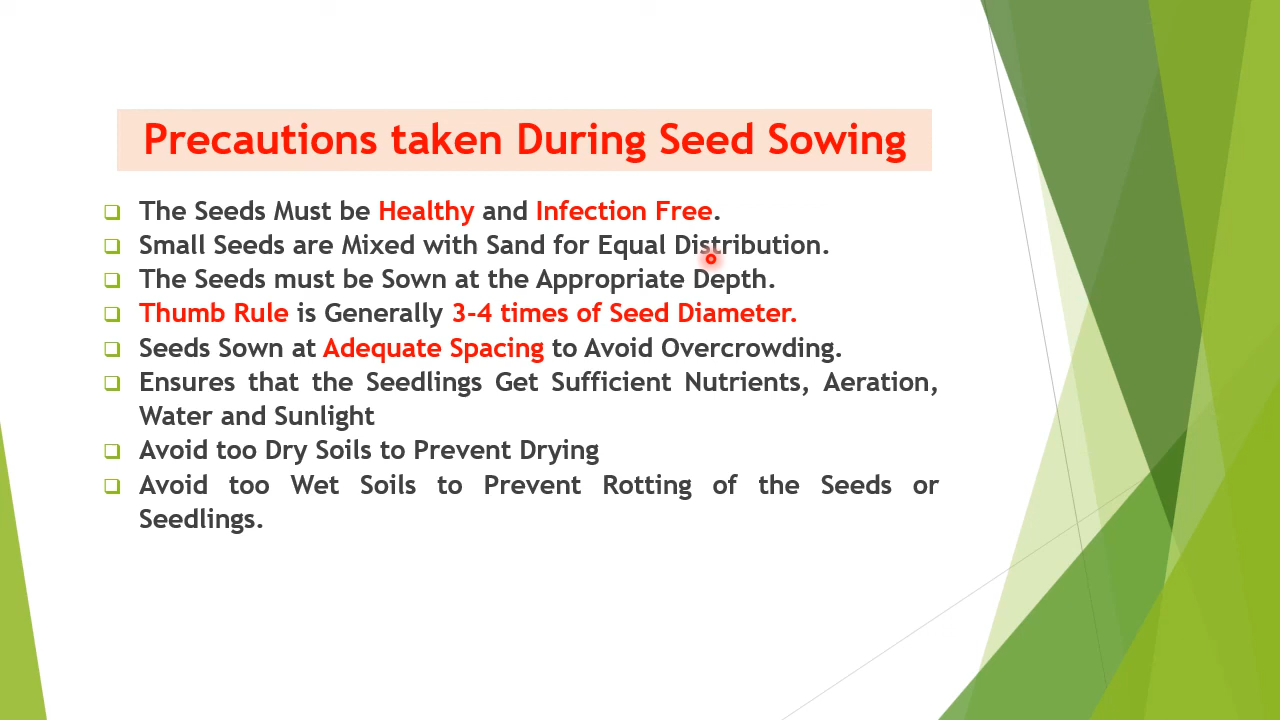 Precautions taken During Seed Sowing
The Seeds Must be Healthy and Infection Free.
Small Seeds are Mixed with Sand for Equal Distribution.
The Seeds must be Sown at the Appropriate Depth.
Thumb Rule is Generally 3-4 times of Seed Diameter.
Seeds Sown at Adequate Spacing to Avoid Overcrowding.
Ensures that the Seedlings Get Sufficient Nutrients, Aeration,
Water and Sunlight
Avoid too Dry Soils to Prevent Drying
Avoid too Wet Soils to Prevent Rotting of the Seeds or
Seedlings.